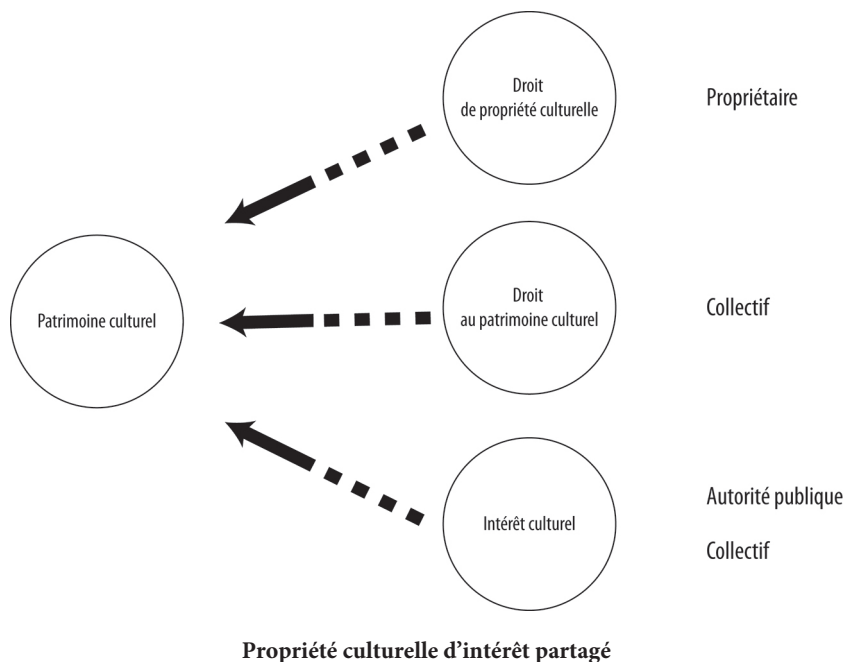 Droit
de propriété culturelle
Propriétaire
Patrimoine culturel
Droit
au patrimoine culturel
Collectif
Intérêt culturel
Autorité publique
Collectif
Propriété culturelle d'intérêt partagé